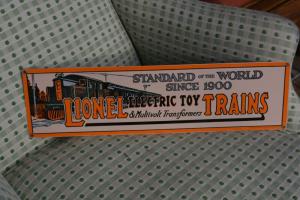 STANDARD OF THE WORLD
SINCE 1900
LIONEL ELECTRIC TOY TRAINS
& Multivolt Transformers